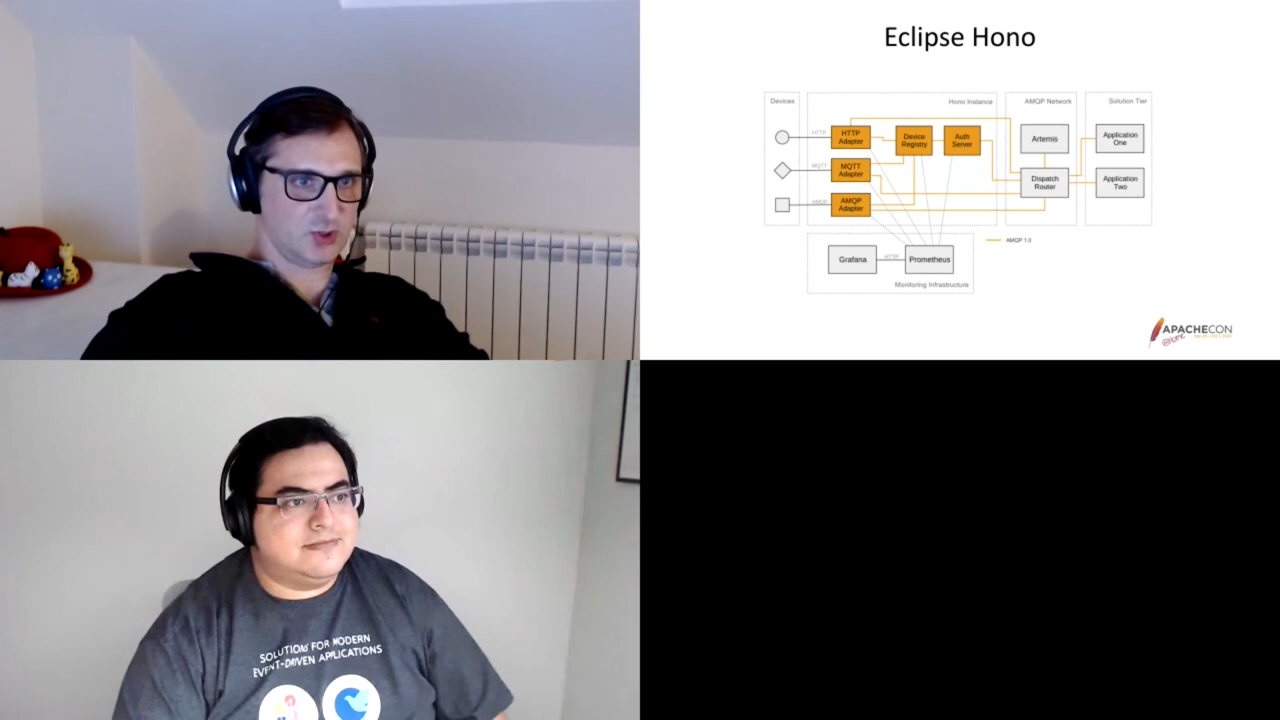 Eclipse Hono
Devices
Hono Instance
AMQP Network
Solution Tier
HTTP
HTTP
Adapter
Device
Registry
Auth
Server
Artemis
Application
One
MQTT
MQTT
Adapter
Dispatch
Router
Application
Two
AMQP
AMQP
Adapter
AMQP 1.0
Grafana
HTTP
Prometheus
Monitoring Infrastructure
APACHECON
@Home
SOLUTIONS FOR MODERN
EVENT-DRIVEN APPLICATIONS